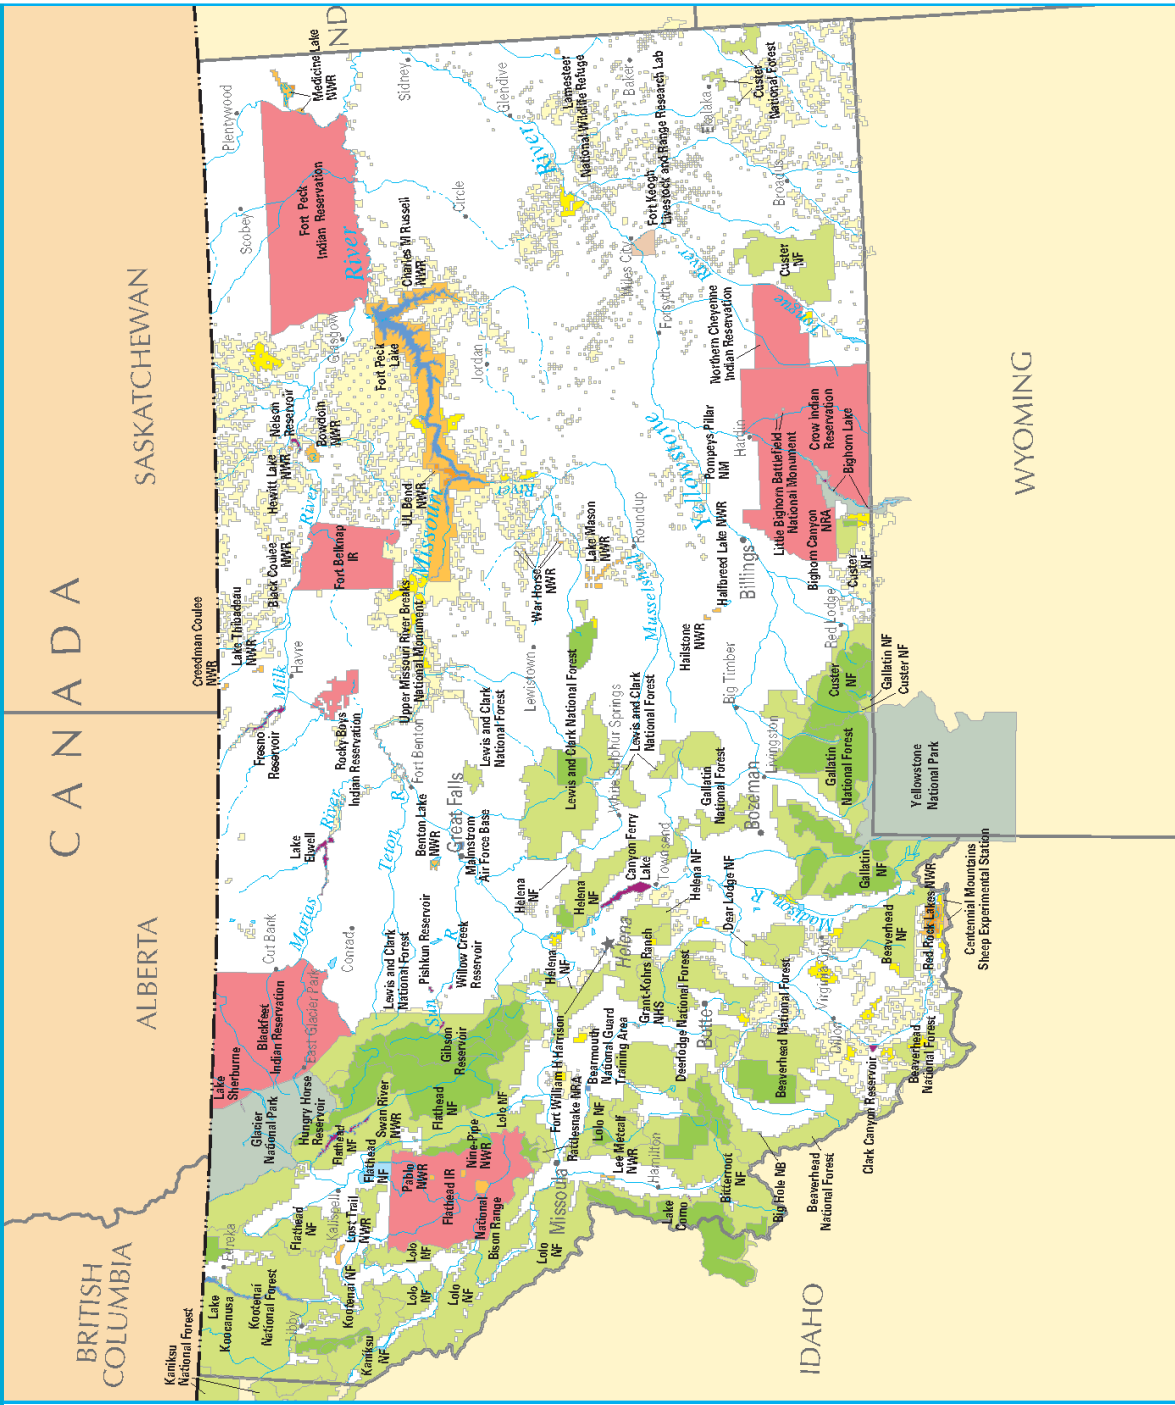 CANADA
BRITISH
COLUMBIA
ALBERTA
SASKATCHEWAN
ND
IDAHO
WYOMING
Kaniksu
National Forest
Lake
Koocanusa
Kootenai
National Forest
Eureka
Libby
Kootenai NF
Kaniksu
NF
Flathead
NF
Kalispell
Lost Trail
NWR
Lolo
NF
Lolo
NF
Lolo
NF
Lolo
NF
Glacier
National Park
Lake
Sherburne
Blackfeet
Indian Reservation
East Glacier Park
Hungry Horse
Reservoir
Flathead
NF
Flathead
NF
Swan River
NWR
Flathead
NF
Pablo
NWR
Flathead IR
Nine-Pipe
NWR
National
Bison Range
Lolo NF
Gibson
Reservoir
Cut Bank
Conrad
Marias
River
Lake
Elwell
Lewis and Clark
National Forest
Pishkun Reservoir
Willow Creek
Reservoir
Sun
R
Teton R
Benton Lake
NWR
Great Falls
Malmstrom
Air Force Base
Fort Benton
Fresno
Reservoir
Milk
River
Havre
Rocky Boys
Indian Reservation
Creedman Coulee
NWR
Lake Thibadeau
NWR
Black Coulee
NWR
Hewitt Lake
NWR
Nelson
Reservoir
Bowdoin
NWR
Fort Belknap
IR
Upper Missouri River Breaks
National Monument
Missouri
River
UL Bend
NWR
Fort Peck
Lake
Charles M Russell
NWR
Glasgow
Scobey
Plentywood
Fort Peck
Indian Reservation
Medicine Lake
NWR
Sidney
Circle
Glendive
Jordan
Lewis and Clark
National Forest
Lewistown
War Horse
NWR
River
Lake Mason
NWR
Roundup
Musselshell
Lewis and Clark National Forest
White Sulphur Springs
Lewis and Clark
National Forest
Helena
NF
Helena
NF
Helena
NF
Canyon Ferry
Lake
Townsend
Helena NF
Helena
Fort William H Harrison
Rattlesnake NRA
Missoula
Bearmouth
National Guard
Training Area
Lolo NF
Lee Metcalf
NWR
Hamilton
Lake
Como
Bitterroot
NF
Grant-Kohrs Ranch
NHS
Deerlodge National Forest
Butte
Dear Lodge NF
Beaverhead National Forest
Big Hole NB
Beaverhead
National Forest
Clark Canyon Reservoir
Dillon
Virginia City
Madison R
Beaverhead
NF
Beaverhead
National Forest
Red Rock Lakes NWR
Centennial Mountains
Sheep Experimental Station
Gallatin
NF
Gallatin
National Forest
Bozeman
Livingston
Big Timber
Gallatin
National Forest
Custer
NF
Gallatin NF
Custer NF
Yellowstone
National Park
Red Lodge
Hailstone
NWR
Halfbreed Lake NWR
Billings
Yellowstone
River
Pompeys Pillar
NM
Hardin
Little Bighorn Battlefield
National Monument
Crow Indian
Reservation
Bighorn Lake
Bighorn Canyon
NRA
Custer
NF
Northern Cheyenne
Indian Reservation
Tongue
River
Custer
NF
Forsyth
Miles City
Fort Keogh
Livestock and Range Research Lab
Lamesteer
National Wildlife Refuge
Baker
Ekalaka
Broadus
Custer
National Forest